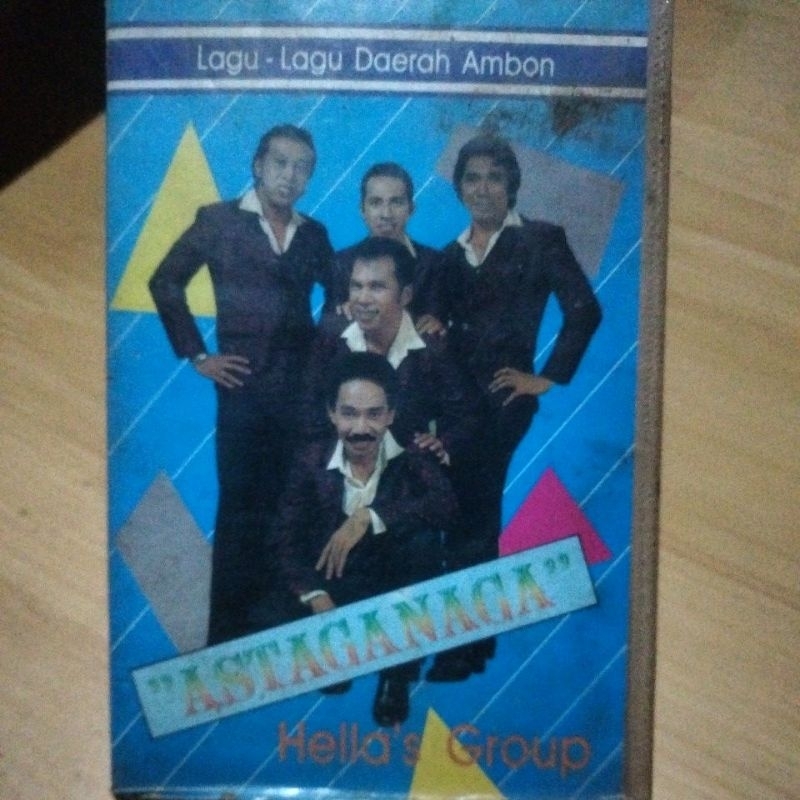 Lagu - Lagu Daerah Ambon
"ASTAGANAGA"
Hella's Group